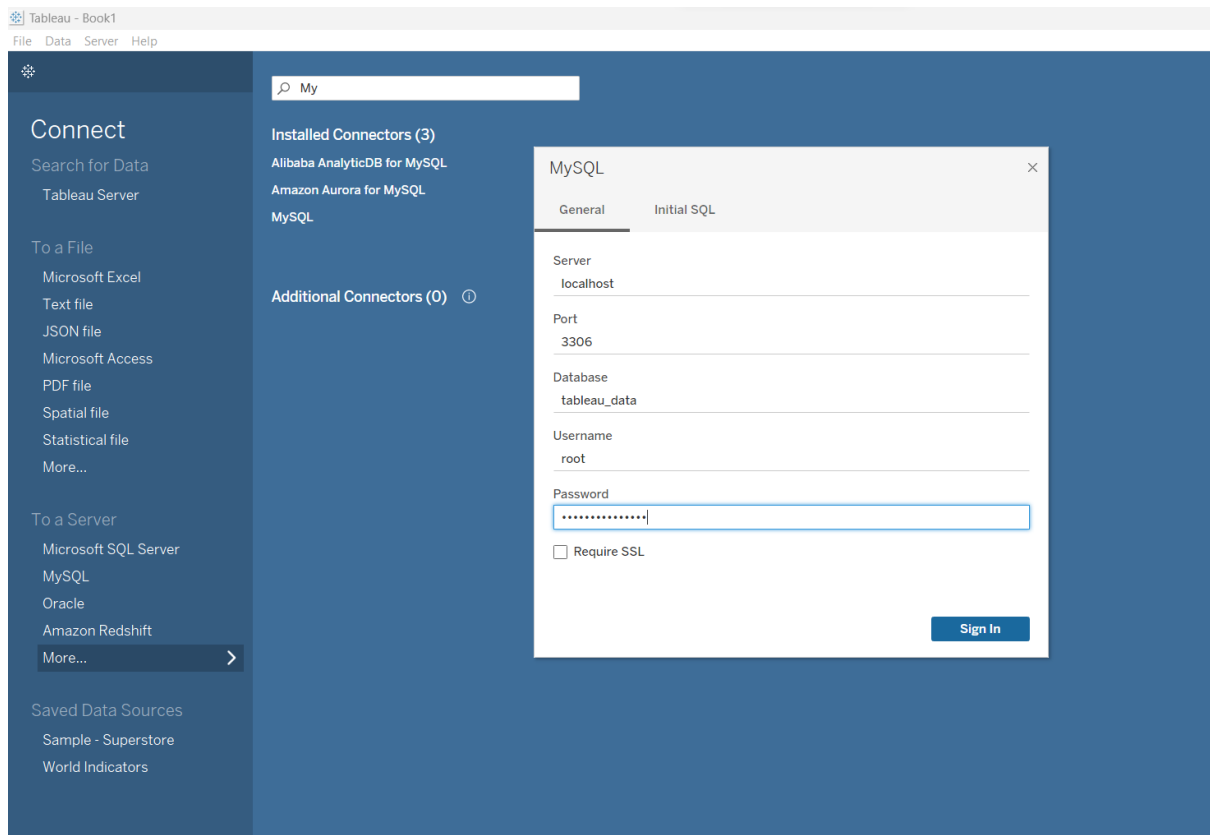 Tableau - Book1
File Data Server Help
Connect
Search for Data
Tableau Server
To a File
Microsoft Excel
Text file
JSON file
Microsoft Access
PDF file
Spatial file
Statistical file
More...
To a Server
Microsoft SQL Server
MySQL
Oracle
Amazon Redshift
More...
Saved Data Sources
Sample - Superstore
World Indicators
My
Installed Connectors (3)
Alibaba AnalyticDB for MySQL
Amazon Aurora for MySQL
MySQL
Additional Connectors (0)
MySQL
General Initial SQL
Server
localhost
Port
3306
Database
tableau_data
Username
root
Password
•••••••••••••••
Require SSL
Sign In